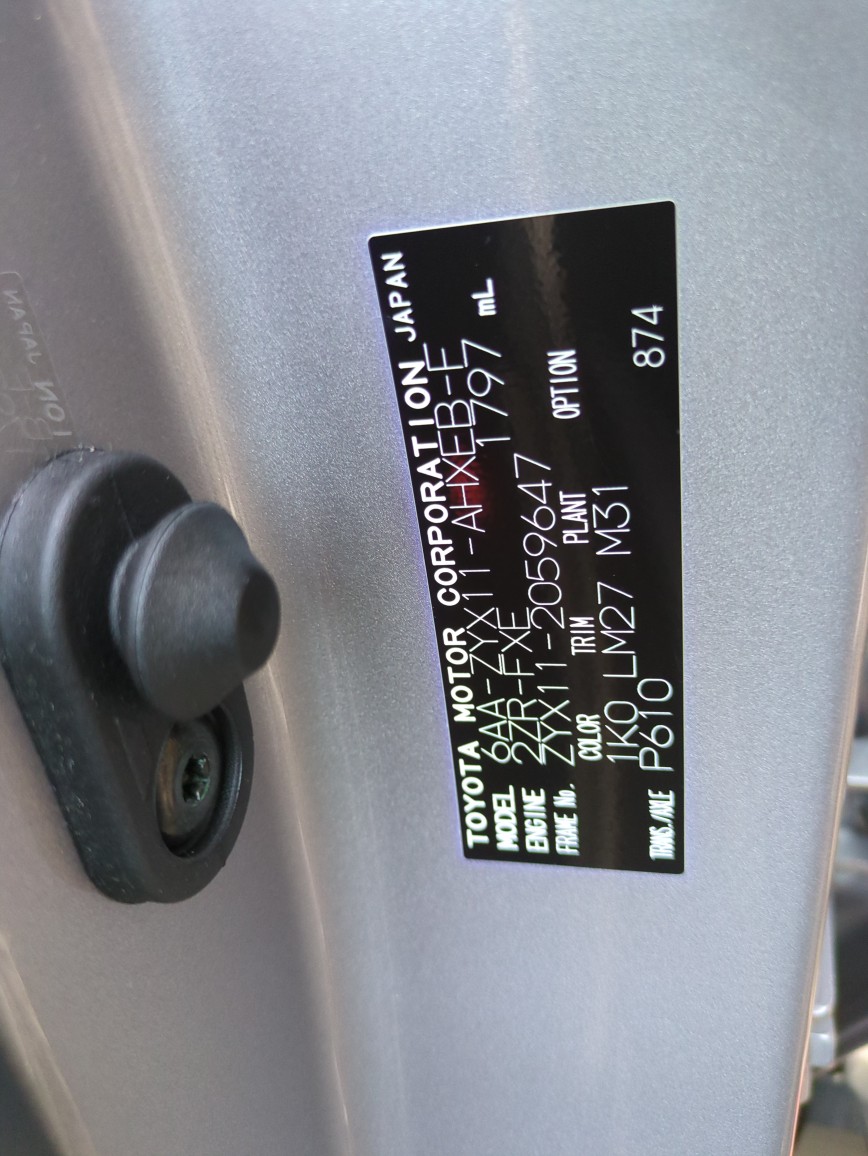 TOYOTA MOTOR CORPORATION JAPAN
MODEL 6AA-ZYX11-AHXEB-E
ENGINE 2ZR-FXE 1797 mL
FRAME No. ZYX11-2059647
COLOR TRIM PLANT OPTION
1K0 LM27 M31
TRANS./AXLE P610 874